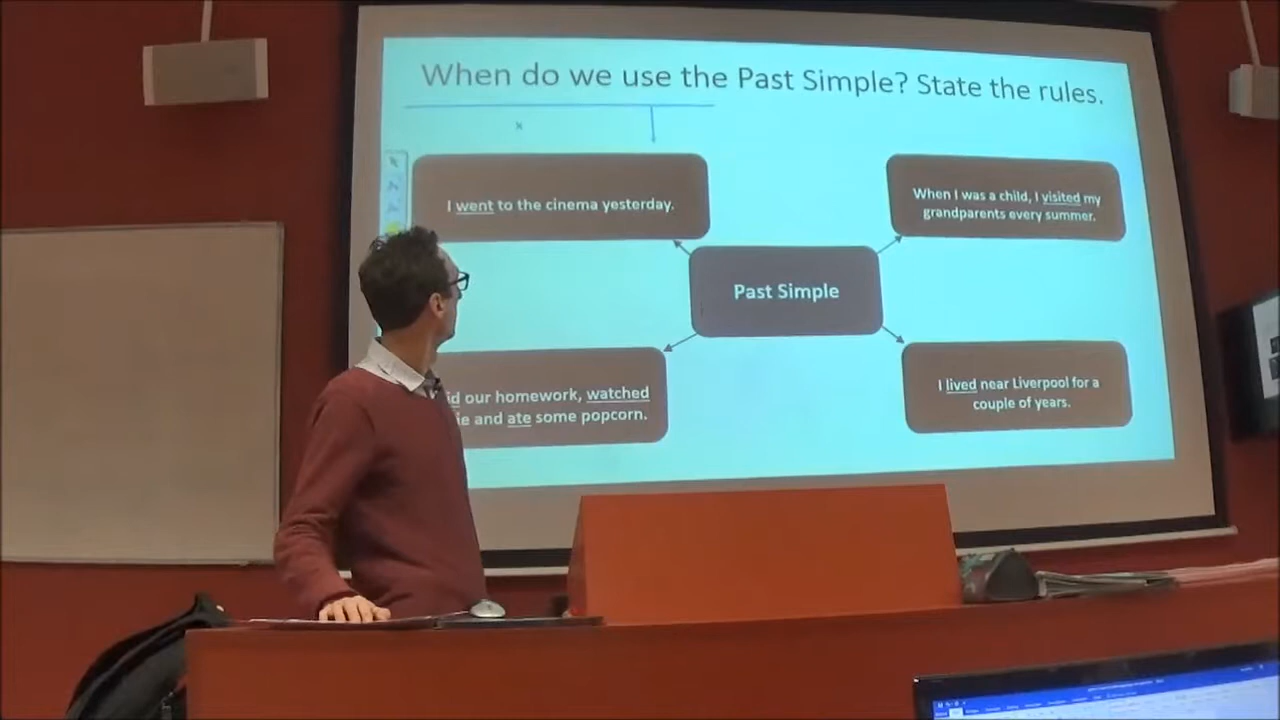 When do we use the Past Simple? State the rules.
I went to the cinema yesterday.
When I was a child, I visited my
grandparents every summer.
Past Simple
id our homework, watched
ie and ate some popcorn.
I lived near Liverpool for a
couple of years.